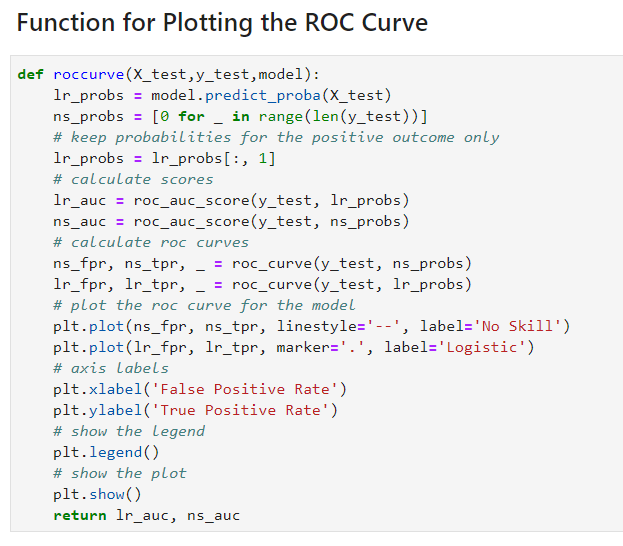 Function for Plotting the ROC Curve
def roccurve(X_test,y_test,model):
    lr_probs = model.predict_proba(X_test)
    ns_probs = [0 for _ in range(len(y_test))]
    # keep probabilities for the positive outcome only
    lr_probs = lr_probs[:, 1]
    # calculate scores
    lr_auc = roc_auc_score(y_test, lr_probs)
    ns_auc = roc_auc_score(y_test, ns_probs)
    # calculate roc curves
    ns_fpr, ns_tpr, _ = roc_curve(y_test, ns_probs)
    lr_fpr, lr_tpr, _ = roc_curve(y_test, lr_probs)
    # plot the roc curve for the model
    plt.plot(ns_fpr, ns_tpr, linestyle='--', label='No Skill')
    plt.plot(lr_fpr, lr_tpr, marker='.', label='Logistic')
    # axis labels
    plt.xlabel('False Positive Rate')
    plt.ylabel('True Positive Rate')
    # show the legend
    plt.legend()
    # show the plot
    plt.show()
    return lr_auc, ns_auc